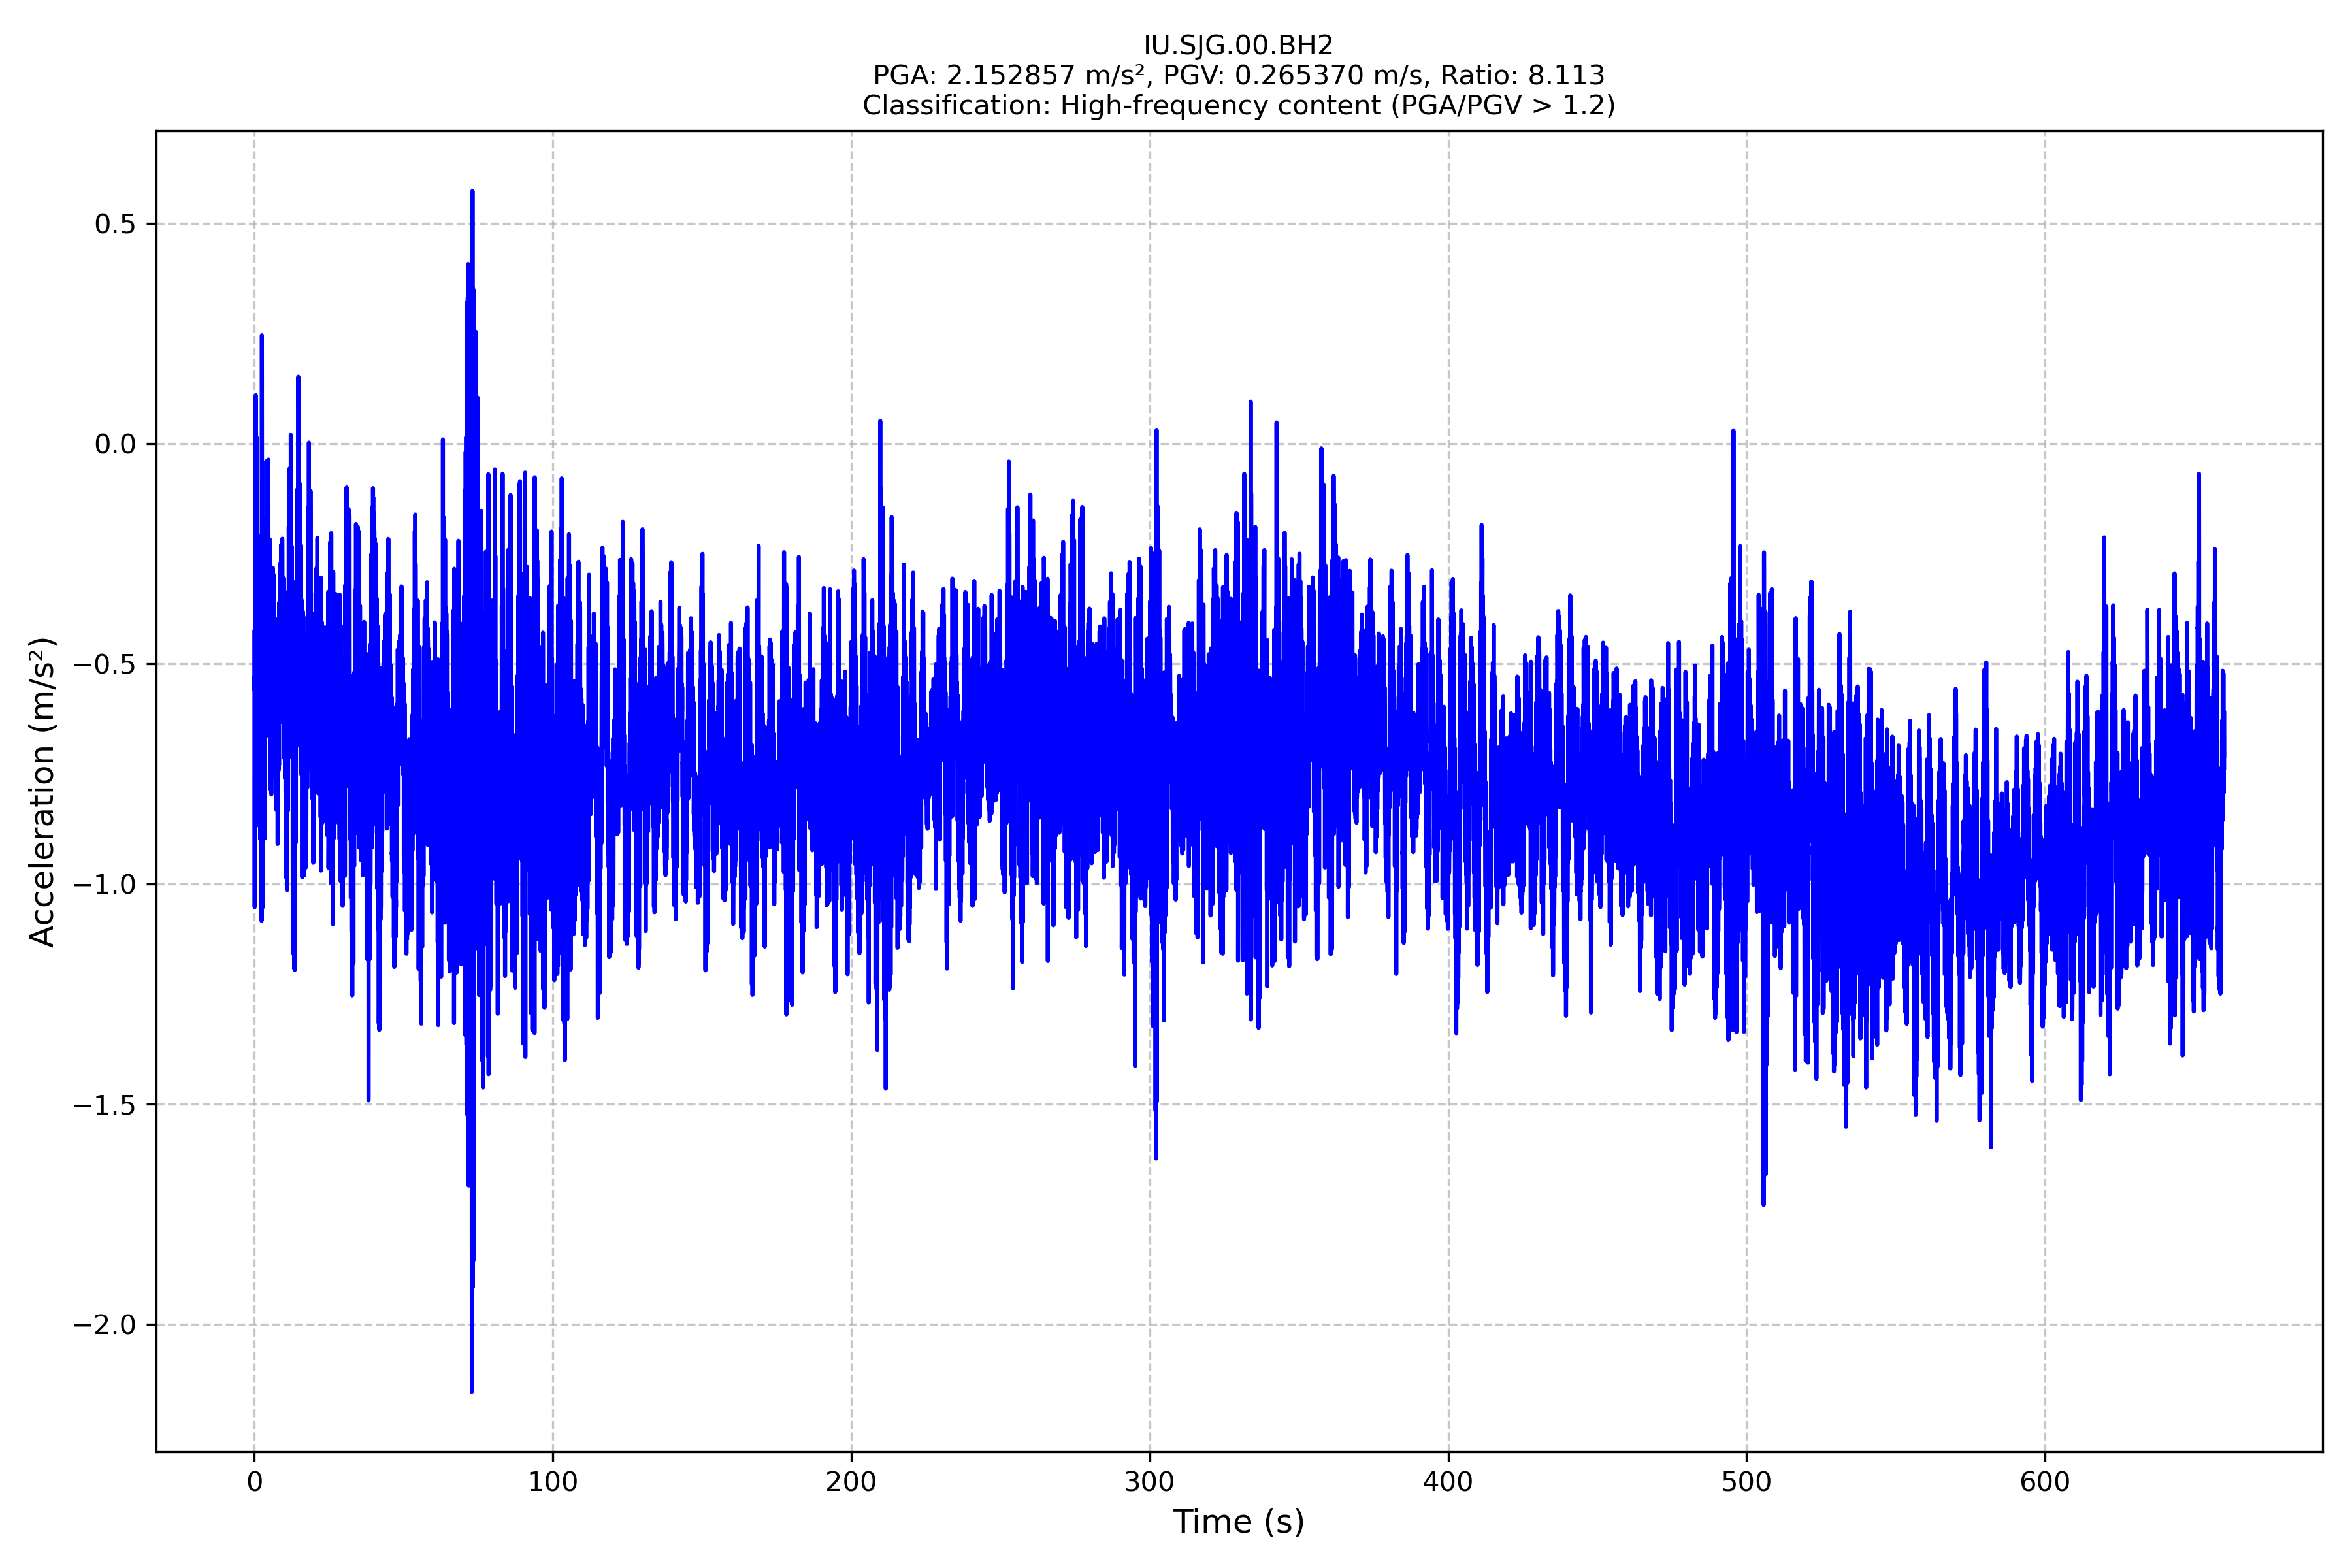 IU.SJG.00.BH2
PGA: 2.152857 m/s², PGV: 0.265370 m/s, Ratio: 8.113
Classification: High-frequency content (PGA/PGV > 1.2)
Acceleration (m/s²)
0.5
0.0
−0.5
−1.0
−1.5
−2.0
0 100 200 300 400 500 600
Time (s)